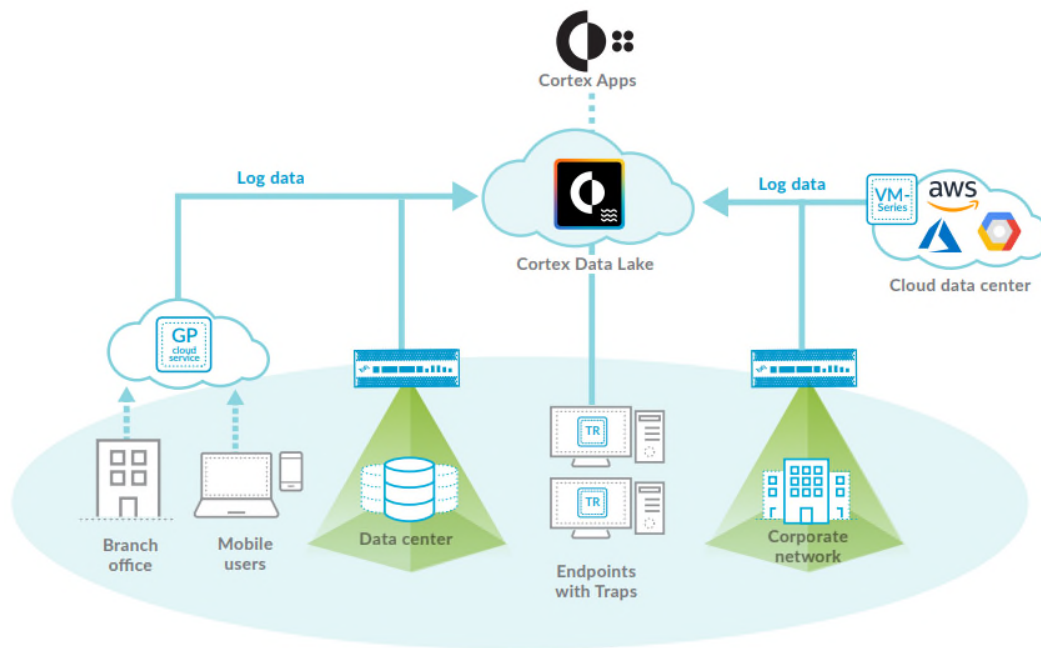 Cortex Apps
Log data
Log data
VM-
Series
aws
Cortex Data Lake
Cloud data center
GP
cloud
service
TR
TR
Data center
Corporate
network
Branch
office
Mobile
users
Endpoints
with Traps